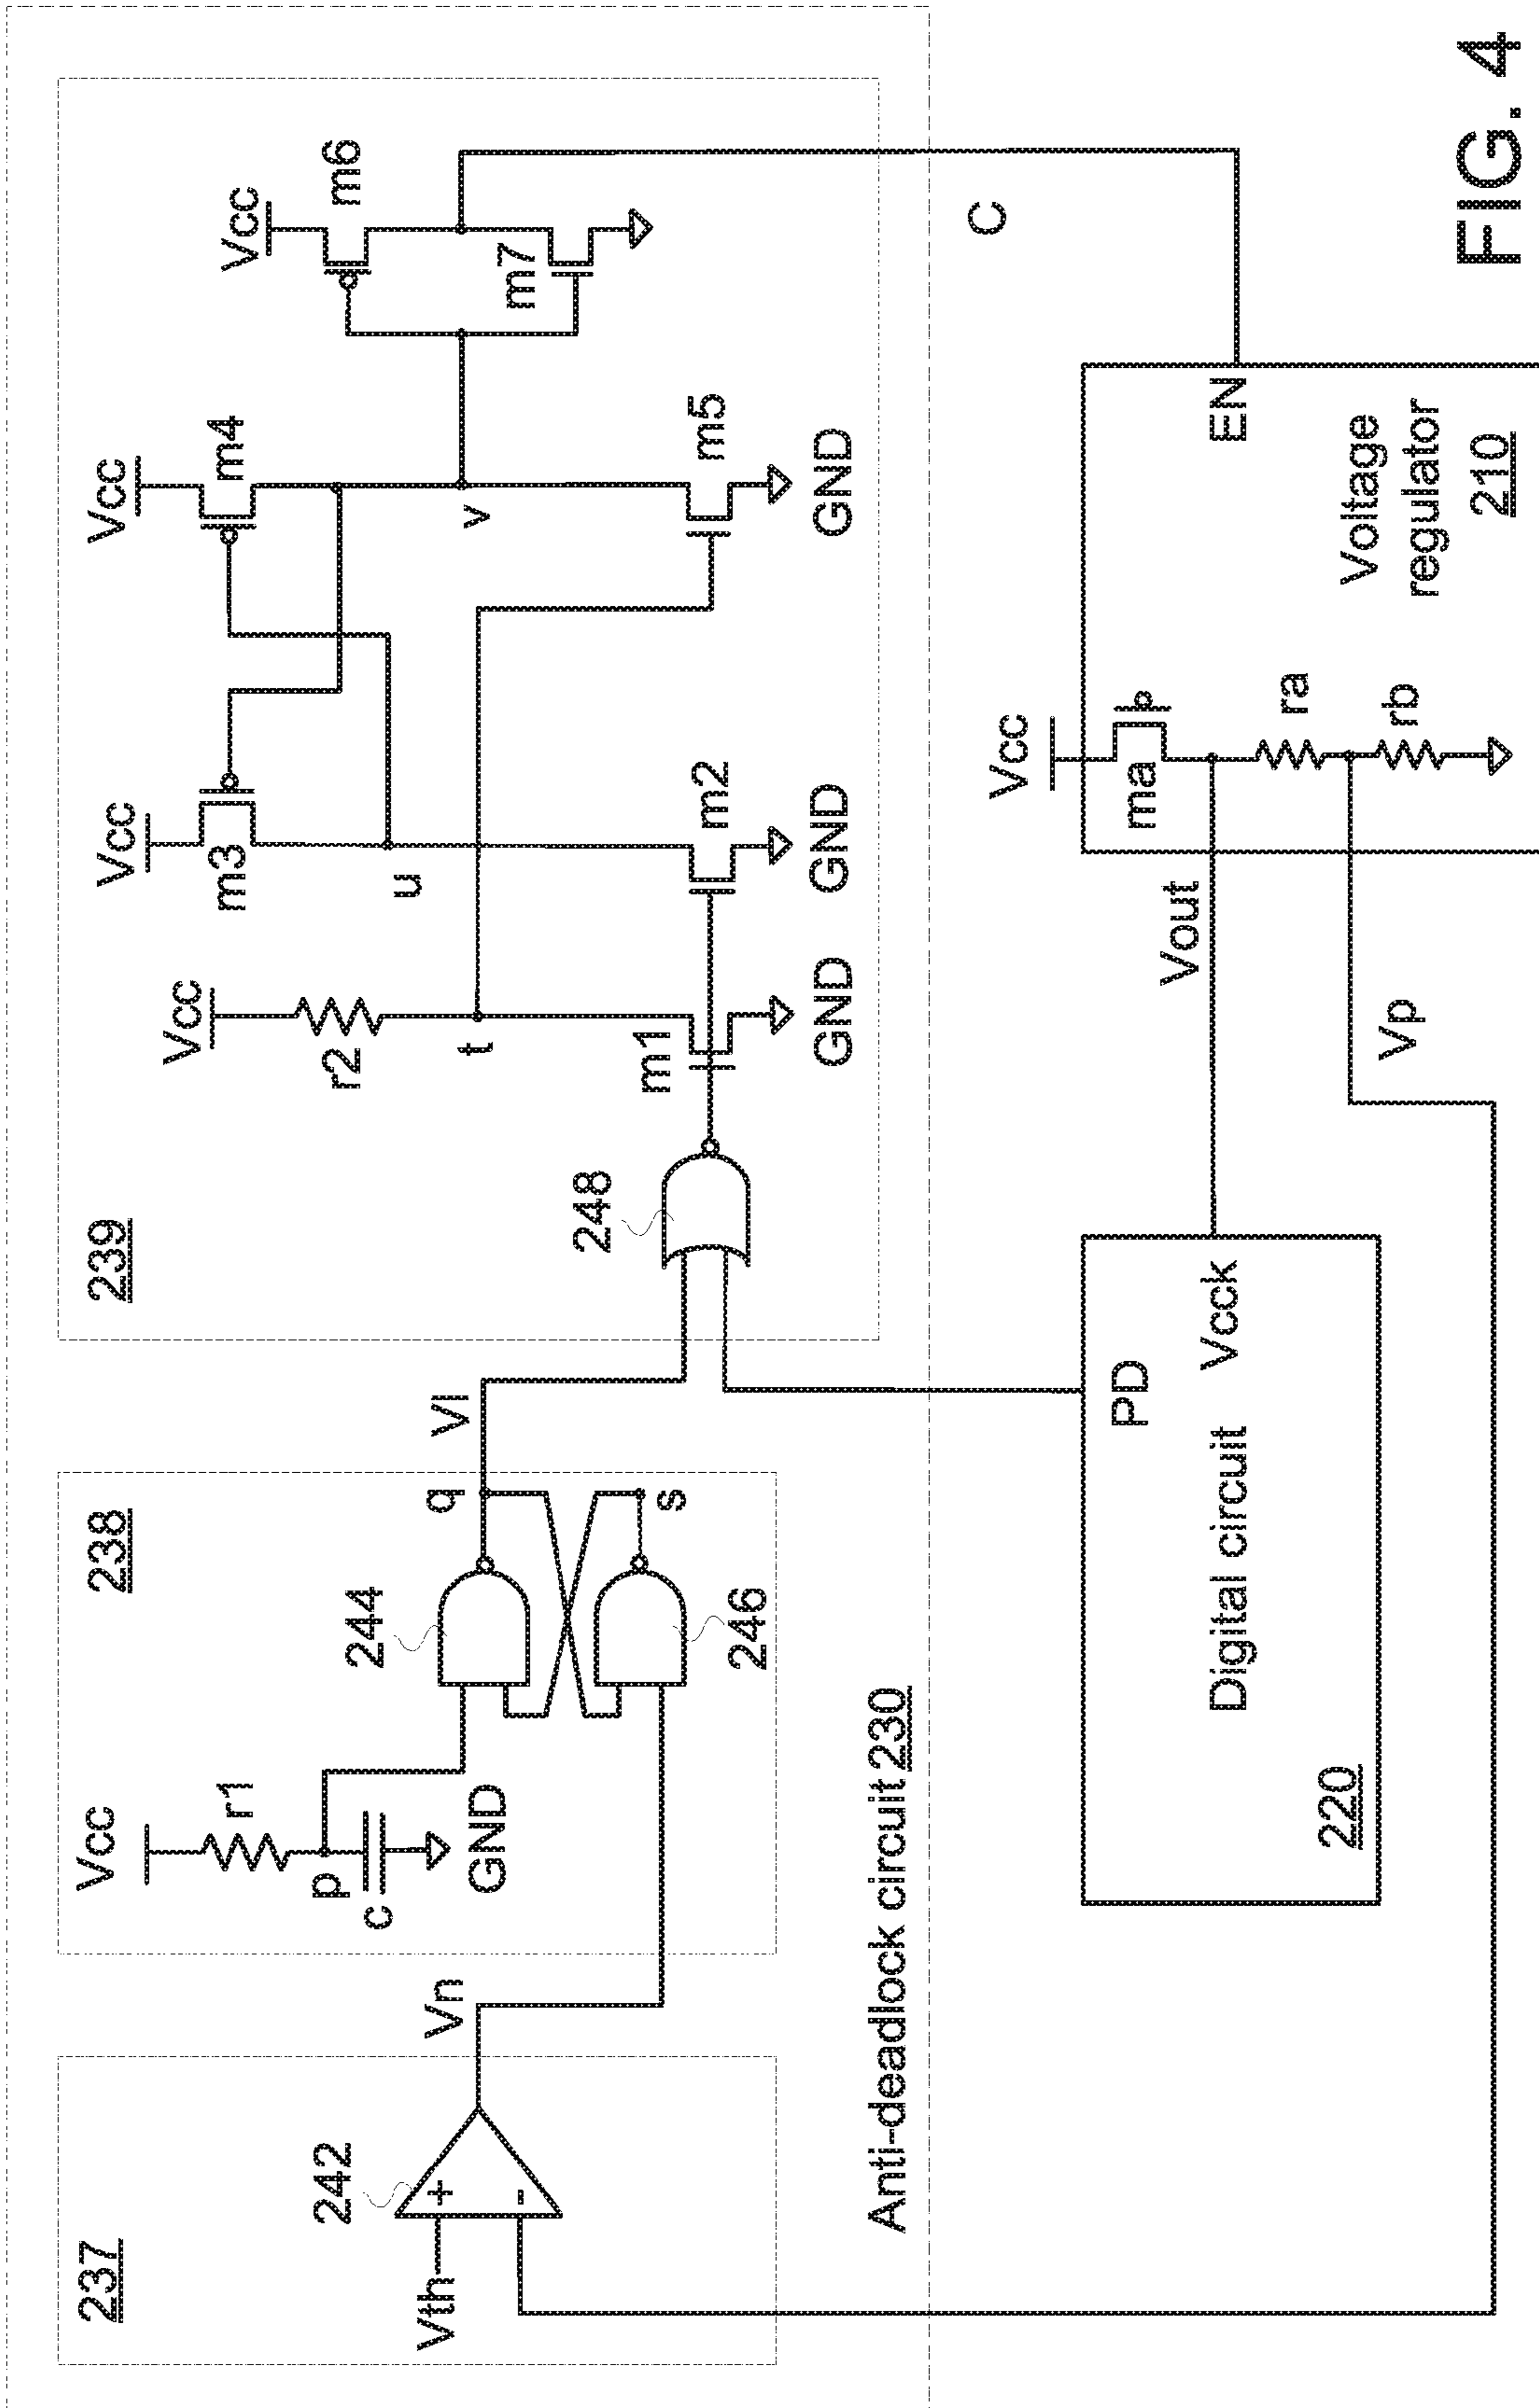 237
242
Vth
+
-
Vn
238
Vcc
r1
p
c
GND
244
q
246
s
Vl
239
248
Vcc
r2
t
m1
GND
Vcc
m3
u
m2
GND
Vcc
m4
v
m5
GND
Vcc
m6
m7
C
Anti-deadlock circuit 230
PD
Vcck
Digital circuit
220
Vout
Vp
Vcc
ma
ra
rb
EN
Voltage
regulator
210
FIG. 4